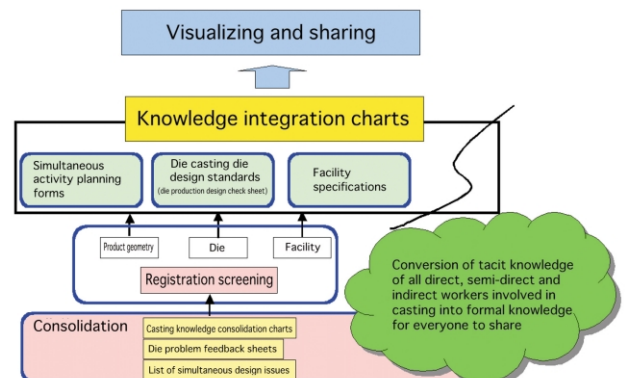 Visualizing and sharing
Knowledge integration charts
Simultaneous
activity planning
forms
Die casting die
design standards
(die production design check sheet)
Facility
specifications
Product geometry
Die
Facility
Registration screening
Conversion of tacit knowledge
of all direct, semi-direct and
indirect workers involved in
casting into formal knowledge
for everyone to share
Consolidation
Casting knowledge consolidation charts
Die problem feedback sheets
List of simultaneous design issues